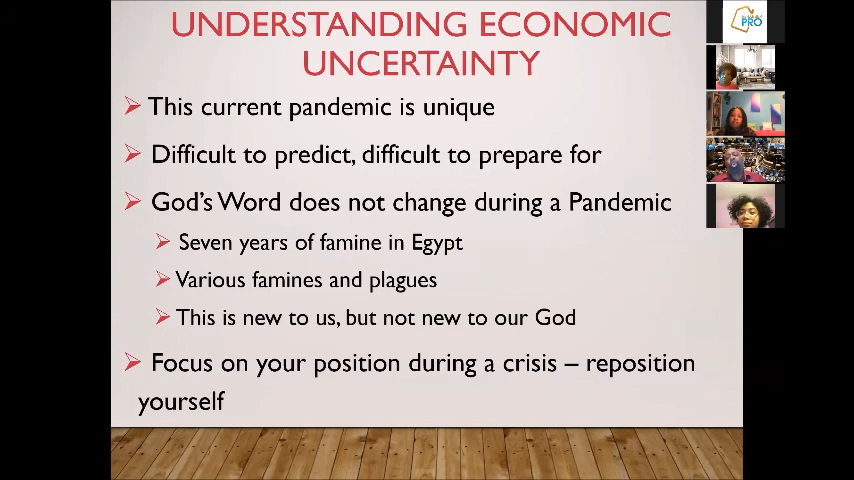 UNDERSTANDING ECONOMIC
UNCERTAINTY
This current pandemic is unique
Difficult to predict, difficult to prepare for
God's Word does not change during a Pandemic
Seven years of famine in Egypt
Various famines and plagues
This is new to us, but not new to our God
Focus on your position during a crisis – reposition
yourself
PRO